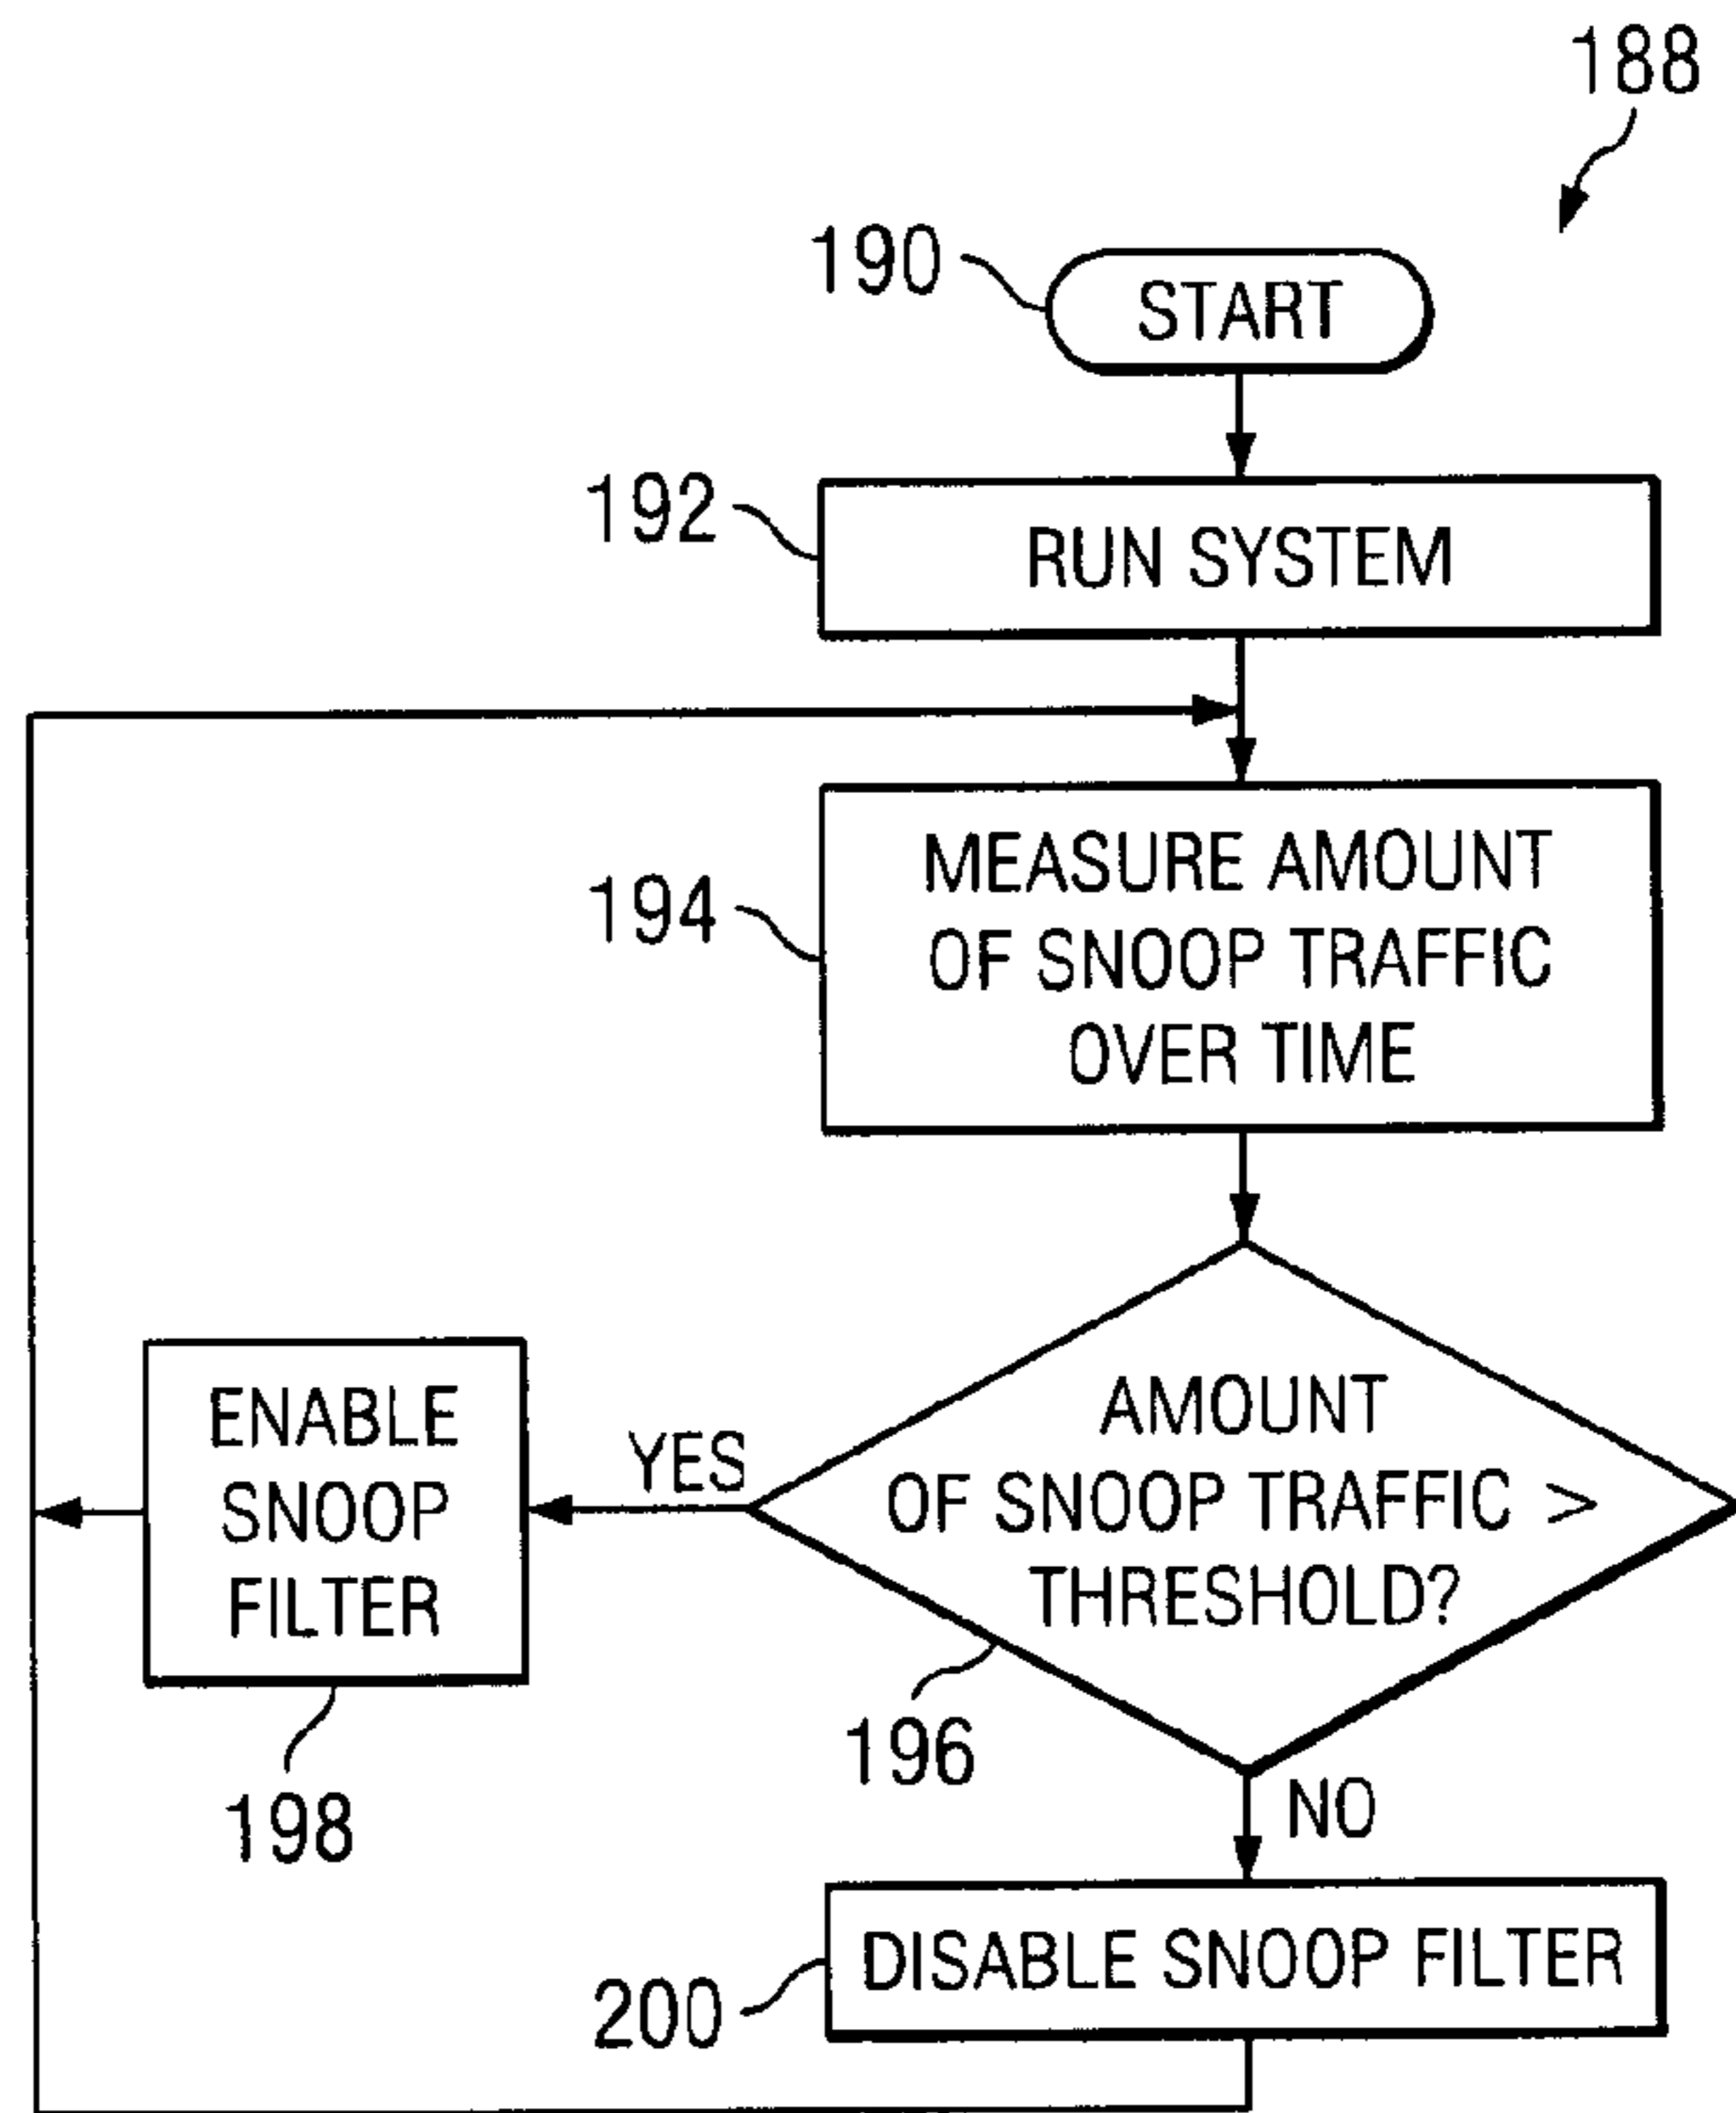 188
190
START
192
RUN SYSTEM
194
MEASURE AMOUNT
OF SNOOP TRAFFIC
OVER TIME
AMOUNT
OF SNOOP TRAFFIC >
THRESHOLD?
196
YES
ENABLE
SNOOP
FILTER
198
NO
DISABLE SNOOP FILTER
200